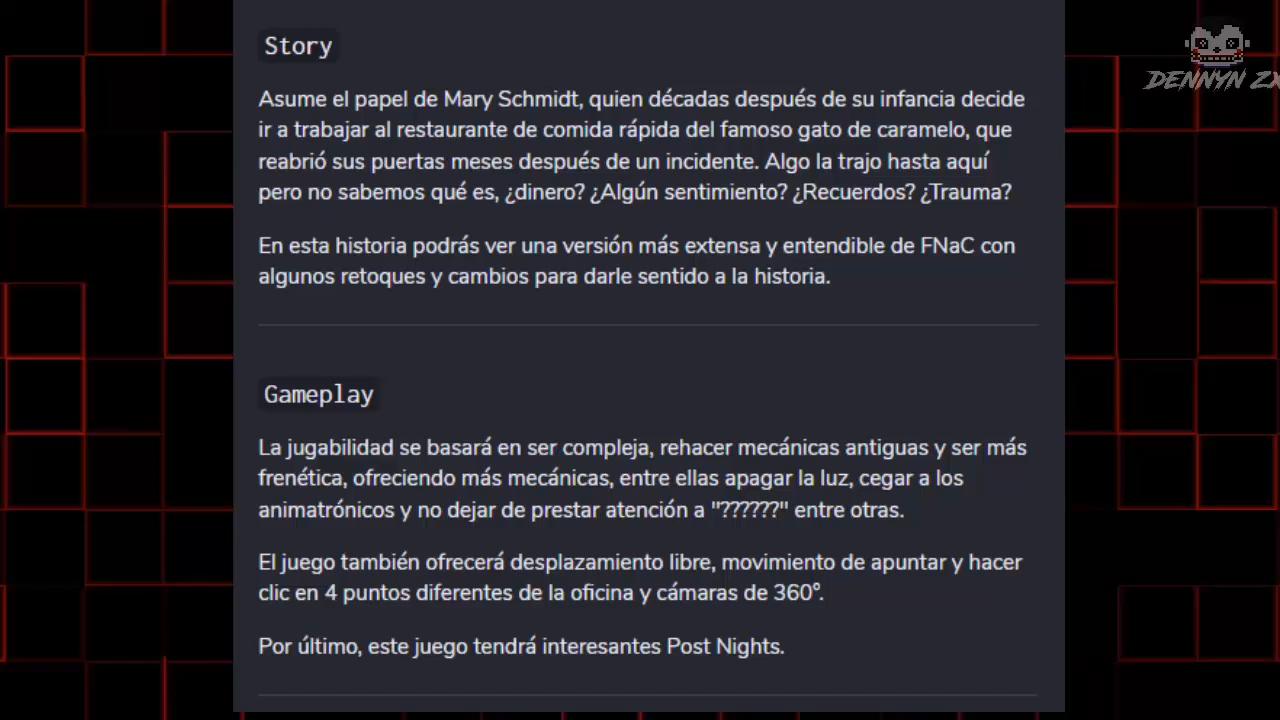 Story
DENNYN ZX
Asume el papel de Mary Schmidt, quien décadas después de su infancia decide
ir a trabajar al restaurante de comida rápida del famoso gato de caramelo, que
reabrió sus puertas meses después de un incidente. Algo la trajo hasta aquí
pero no sabemos qué es, ¿dinero? ¿Algún sentimiento? ¿Recuerdos? ¿Trauma?
En esta historia podrás ver una versión más extensa y entendible de FNaC con
algunos retoques y cambios para darle sentido a la historia.
Gameplay
La jugabilidad se basará en ser compleja, rehacer mecánicas antiguas y ser más
frenética, ofreciendo más mecánicas, entre ellas apagar la luz, cegar a los
animatrónicos y no dejar de prestar atención a "??????" entre otras.
El juego también ofrecerá desplazamiento libre, movimiento de apuntar y hacer
clic en 4 puntos diferentes de la oficina y cámaras de 360°.
Por último, este juego tendrá interesantes Post Nights.